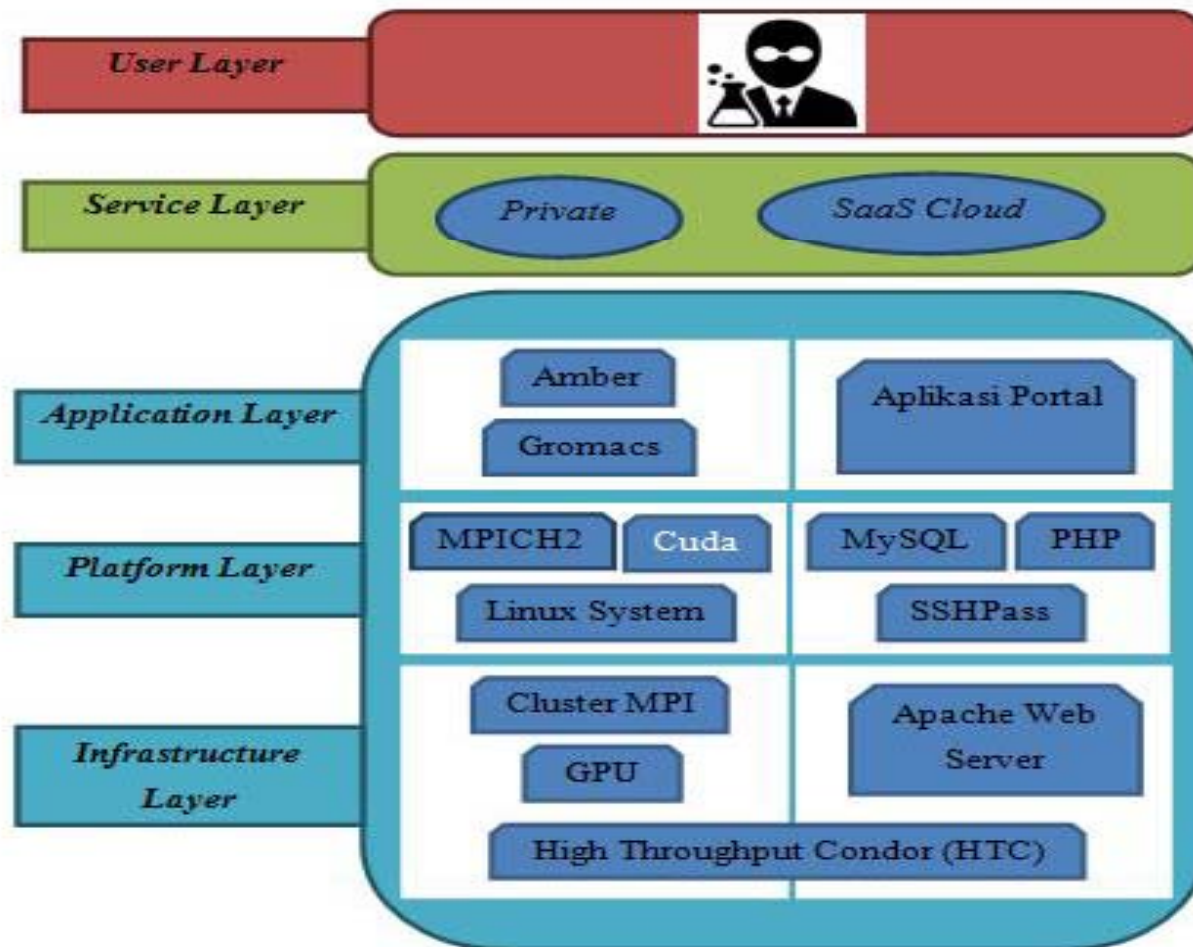 User Layer
Service Layer
Private
SaaS Cloud
Application Layer
Amber
Gromacs
Aplikasi Portal
Platform Layer
MPICH2
Cuda
Linux System
MySQL
PHP
SSHPass
Infrastructure
Layer
Cluster MPI
GPU
Apache Web
Server
High Throughput Condor (HTC)